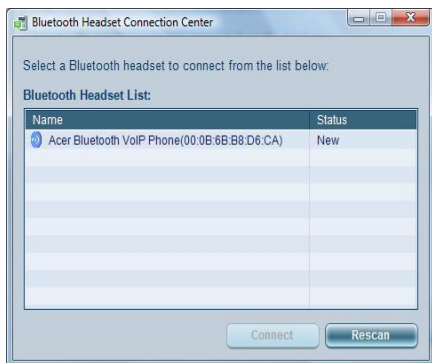 Bluetooth Headset Connection Center
Select a Bluetooth headset to connect from the list below:
Bluetooth Headset List:
Name Status
Acer Bluetooth VoIP Phone(00:0B:6B:B8:D6:CA) New
Connect Rescan